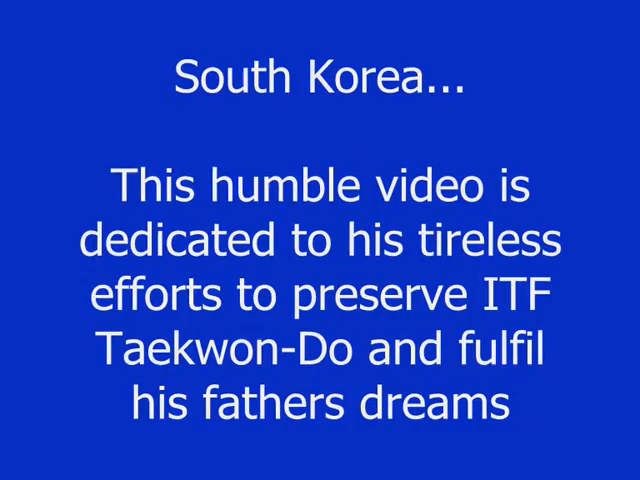 South Korea...
This humble video is
dedicated to his tireless
efforts to preserve ITF
Taekwon-Do and fulfil
his fathers dreams